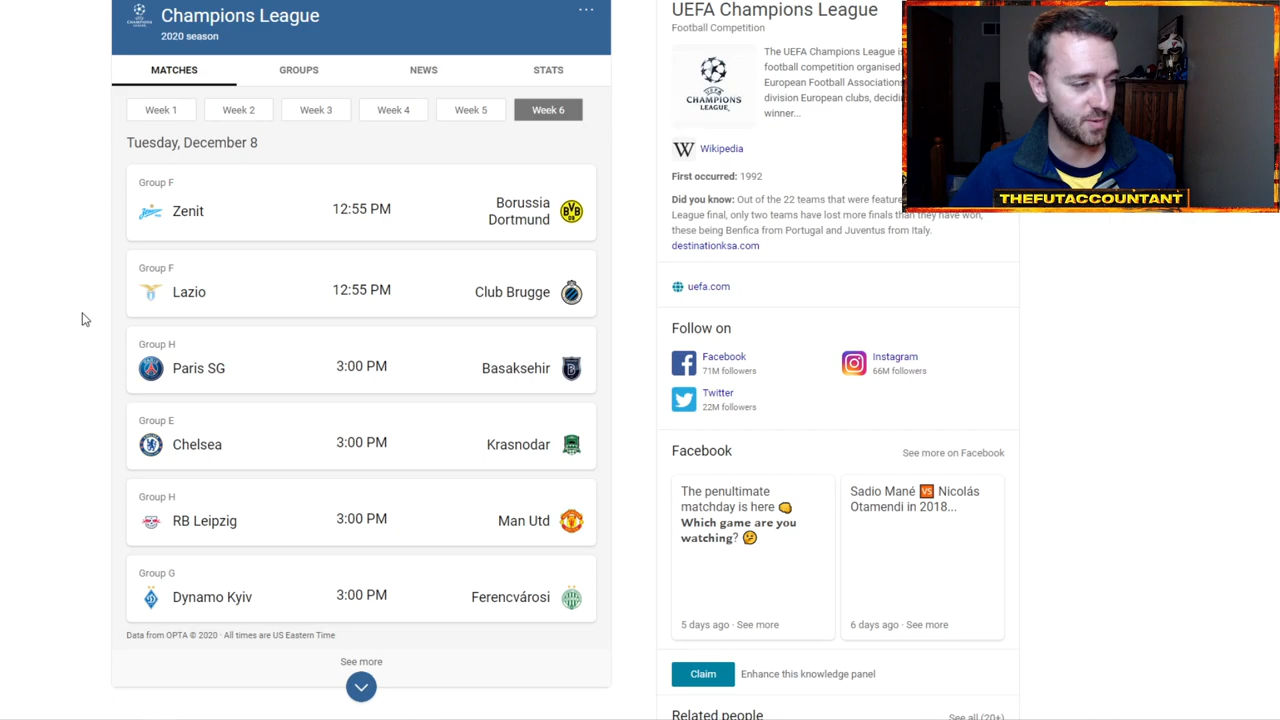 Champions League
2020 season
MATCHES
GROUPS
NEWS
STATS
Week 1
Week 2
Week 3
Week 4
Week 5
Week 6
Tuesday, December 8
Group F
Zenit
12:55 PM
Borussia
Dortmund
Group F
Lazio
12:55 PM
Club Brugge
Group H
Paris SG
3:00 PM
Basaksehir
Group E
Chelsea
3:00 PM
Krasnodar
Group H
RB Leipzig
3:00 PM
Man Utd
Group G
Dynamo Kyiv
3:00 PM
Ferencvárosi
Data from OPTA © 2020 · All times are US Eastern Time
See more
UEFA Champions League
Football Competition
CHAMPIONS
LEAGUE
The UEFA Champions League is
football competition organised
European Football Associations
division European clubs, decidi
winner...
W Wikipedia
First occurred: 1992
Did you know: Out of the 22 teams that were feature
League final, only two teams have lost more finals than they have won,
these being Benfica from Portugal and Juventus from Italy.
destinationksa.com
uefa.com
Follow on
Facebook
71M followers
Instagram
66M followers
Twitter
22M followers
Facebook
See more on Facebook
The penultimate
matchday is here 👊
Which game are you
watching? 🤔
5 days ago · See more
Sadio Mané 🆚 Nicolás
Otamendi in 2018...
6 days ago · See more
Claim
Enhance this knowledge panel
Related people
See all (20+)
THEFUTACCOUNTANT